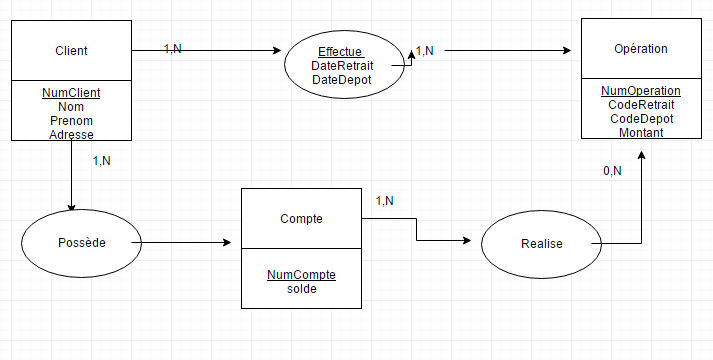 Client
NumClient
Nom
Prenom
Adresse
1,N
Effectue
DateRetrait
DateDepot
1,N
Opération
NumOperation
CodeRetrait
CodeDepot
Montant
1,N
Possède
Compte
NumCompte
solde
1,N
Realise
0,N